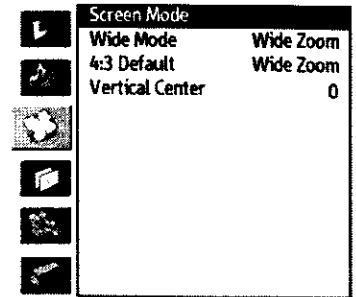 Screen Mode
Wide Mode Wide Zoom
4:3 Default Wide Zoom
Vertical Center 0